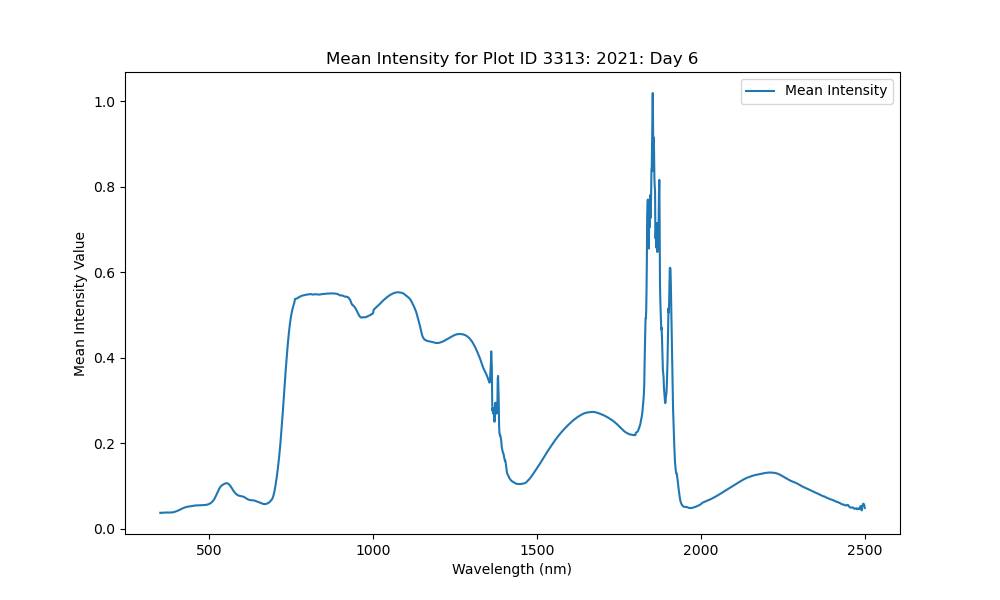 Mean Intensity for Plot ID 3313: 2021: Day 6
Mean Intensity
Mean Intensity Value
1.0
0.8
0.6
0.4
0.2
0.0
500 1000 1500 2000 2500
Wavelength (nm)